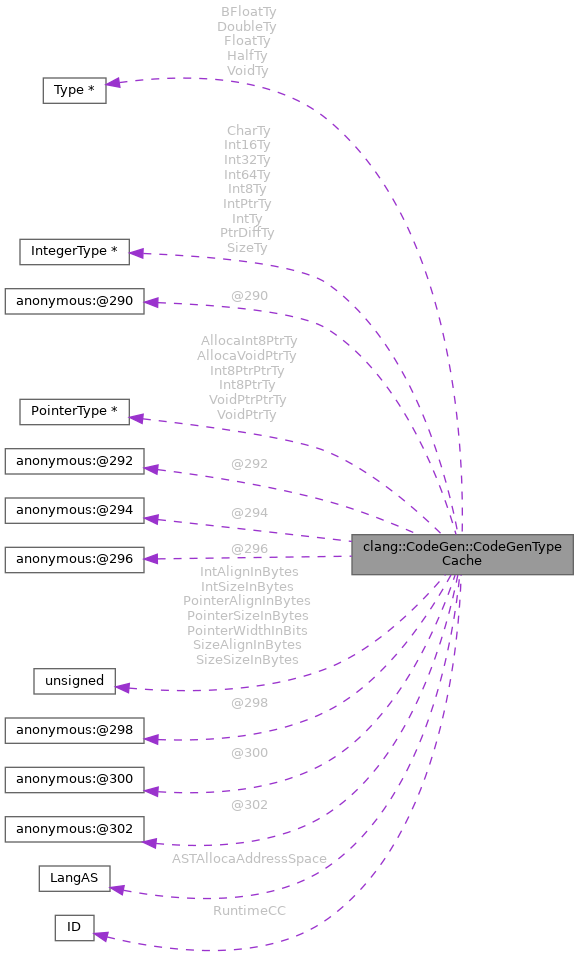 BFloatTy
DoubleTy
FloatTy
HalfTy
VoidTy
Type *
CharTy
Int16Ty
Int32Ty
Int64Ty
Int8Ty
IntPtrTy
IntTy
PtrDiffTy
SizeTy
IntegerType *
@290
anonymous:@290
AllocaInt8PtrTy
AllocaVoidPtrTy
Int8PtrPtrTy
Int8PtrTy
VoidPtrPtrTy
VoidPtrTy
PointerType *
@292
anonymous:@292
@294
anonymous:@294
@296
anonymous:@296
clang::CodeGen::CodeGenType
Cache
IntAlignInBytes
IntSizeInBytes
PointerAlignInBytes
PointerSizeInBytes
PointerWidthInBits
SizeAlignInBytes
SizeSizeInBytes
unsigned
@298
anonymous:@298
@300
anonymous:@300
@302
anonymous:@302
ASTAllocaAddressSpace
LangAS
RuntimeCC
ID